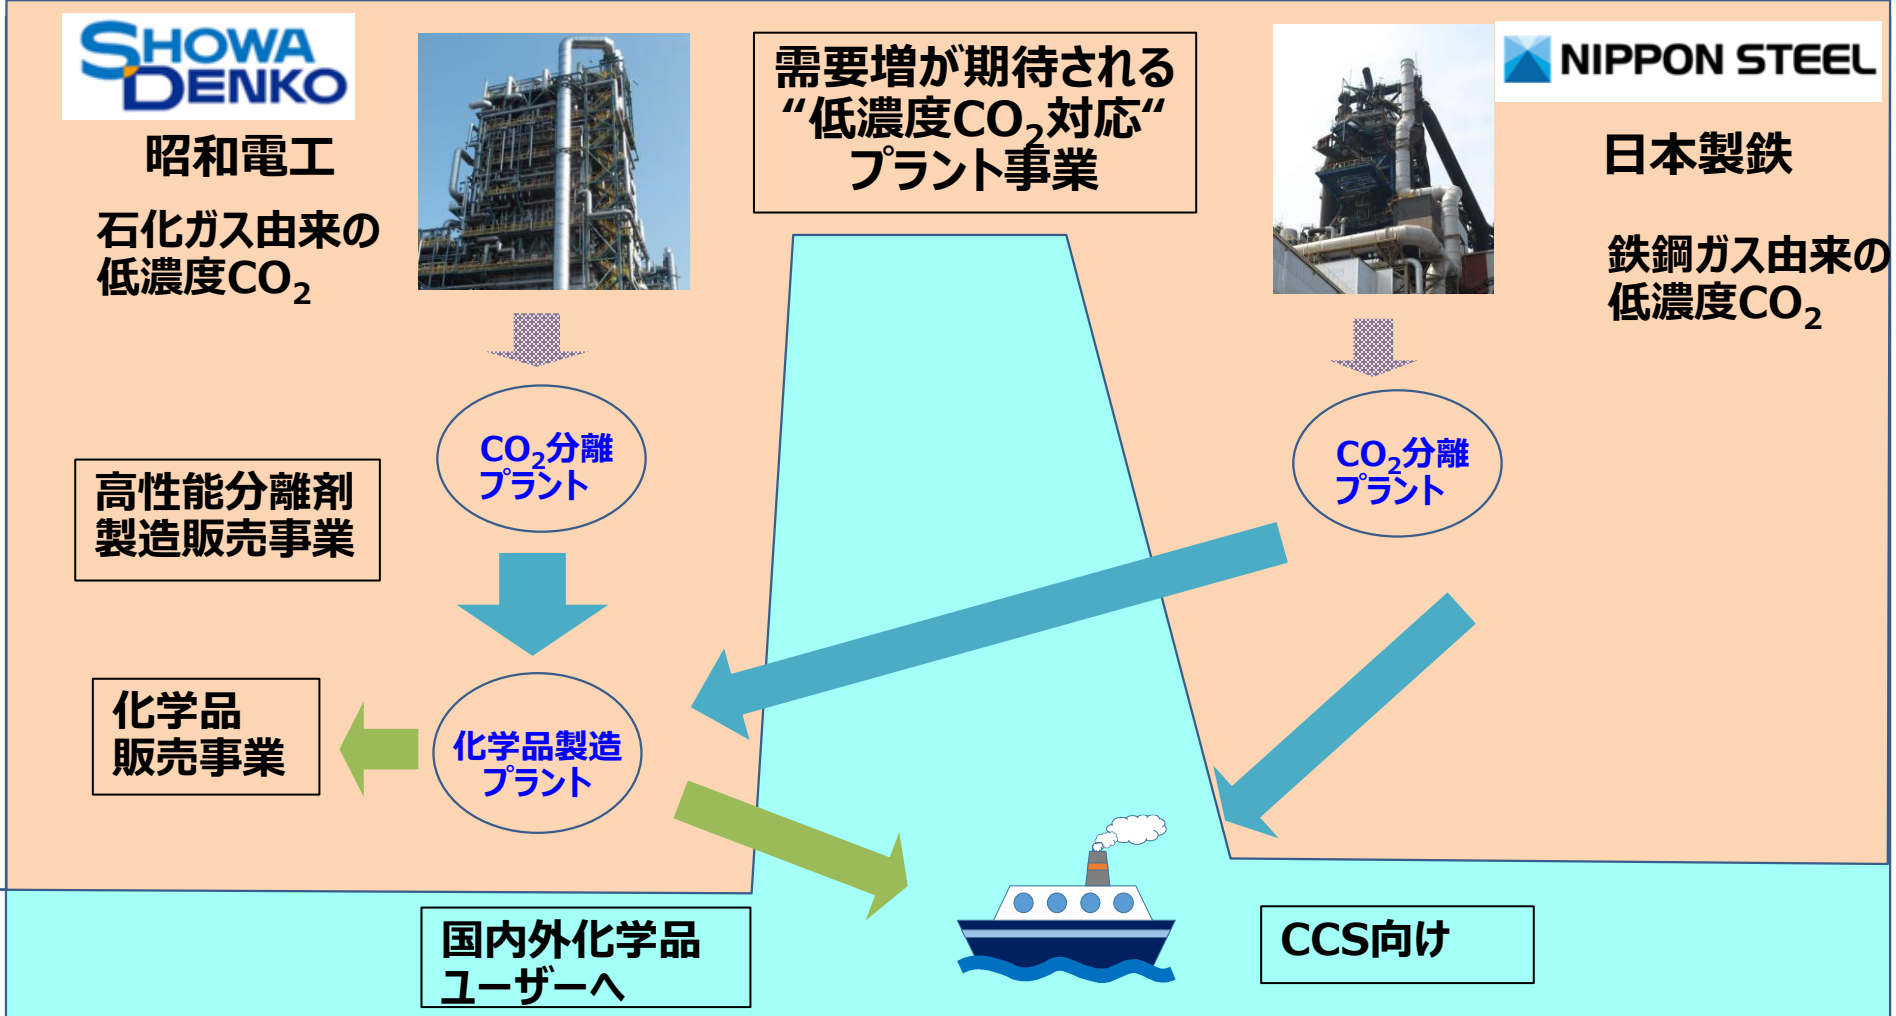 SHOWA
DENKO
昭和電工
石化ガス由来の
低濃度CO₂
需要増が期待される
“低濃度CO₂対応“
プラント事業
NIPPON STEEL
日本製鉄
鉄鋼ガス由来の
低濃度CO₂
CO₂分離
プラント
CO₂分離
プラント
高性能分離剤
製造販売事業
化学品
販売事業
化学品製造
プラント
国内外化学品
ユーザーへ
CCS向け